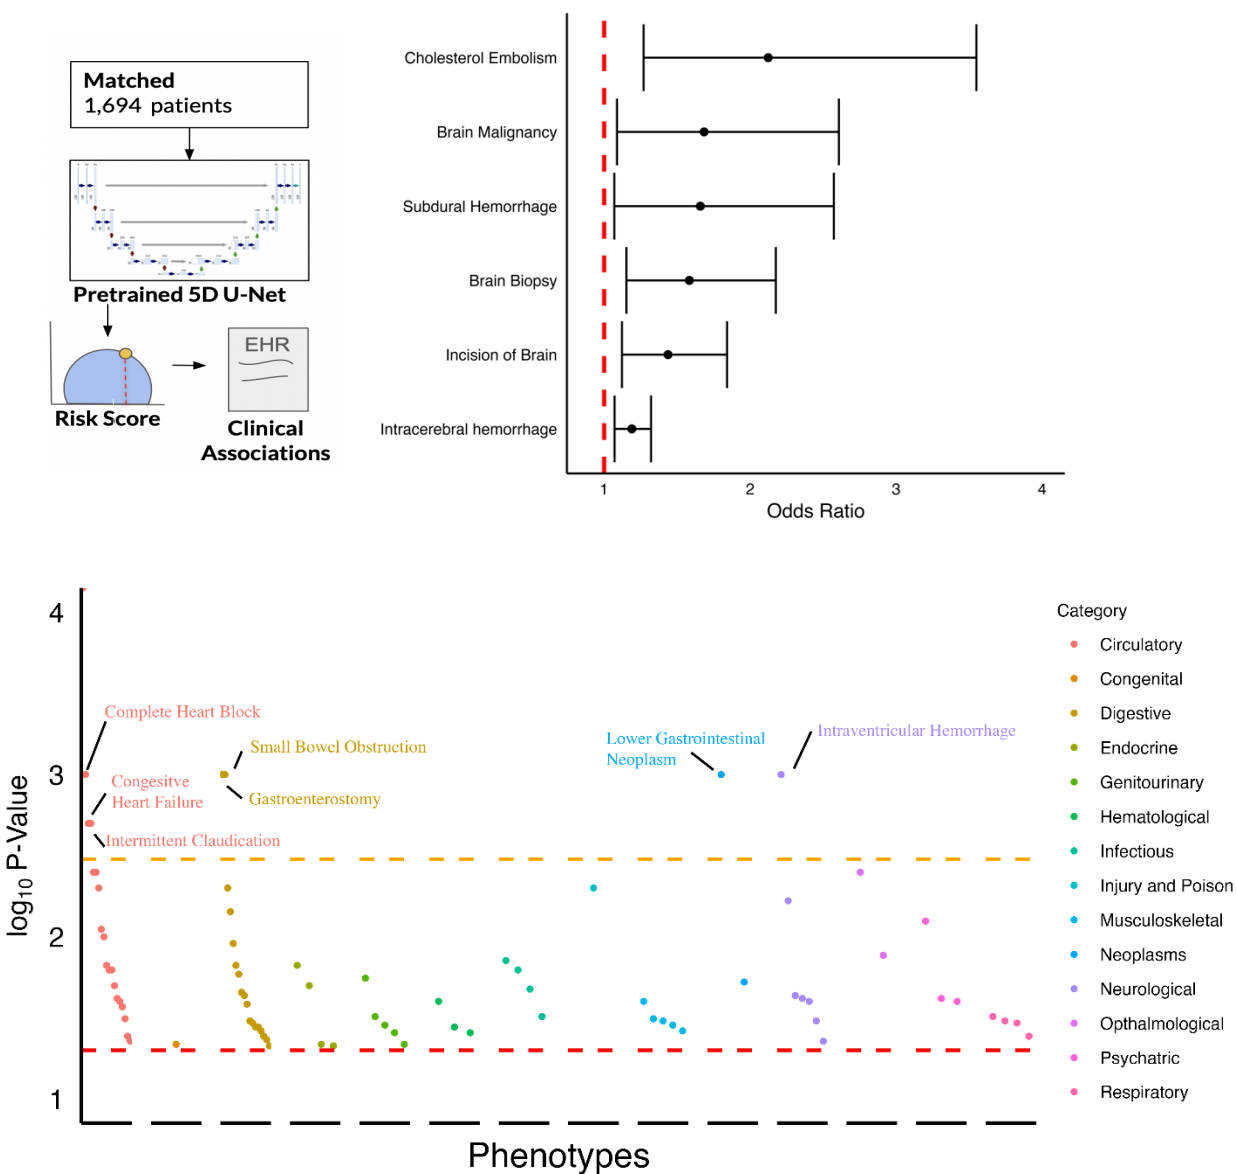 Matched
1,694 patients
Pretrained 5D U-Net
Risk Score
EHR
Clinical
Associations
Cholesterol Embolism
Brain Malignancy
Subdural Hemorrhage
Brain Biopsy
Incision of Brain
Intracerebral hemorrhage
1 2 3 4
Odds Ratio
log10 P-Value
4
3
2
1
Complete Heart Block
Congesitve
Heart Failure
Intermittent Claudication
Small Bowel Obstruction
Gastroenterostomy
Lower Gastrointestinal
Neoplasm
Intraventricular Hemorrhage
Phenotypes
Category
Circulatory
Congenital
Digestive
Endocrine
Genitourinary
Hematological
Infectious
Injury and Poison
Musculoskeletal
Neoplasms
Neurological
Opthalmological
Psychatric
Respiratory